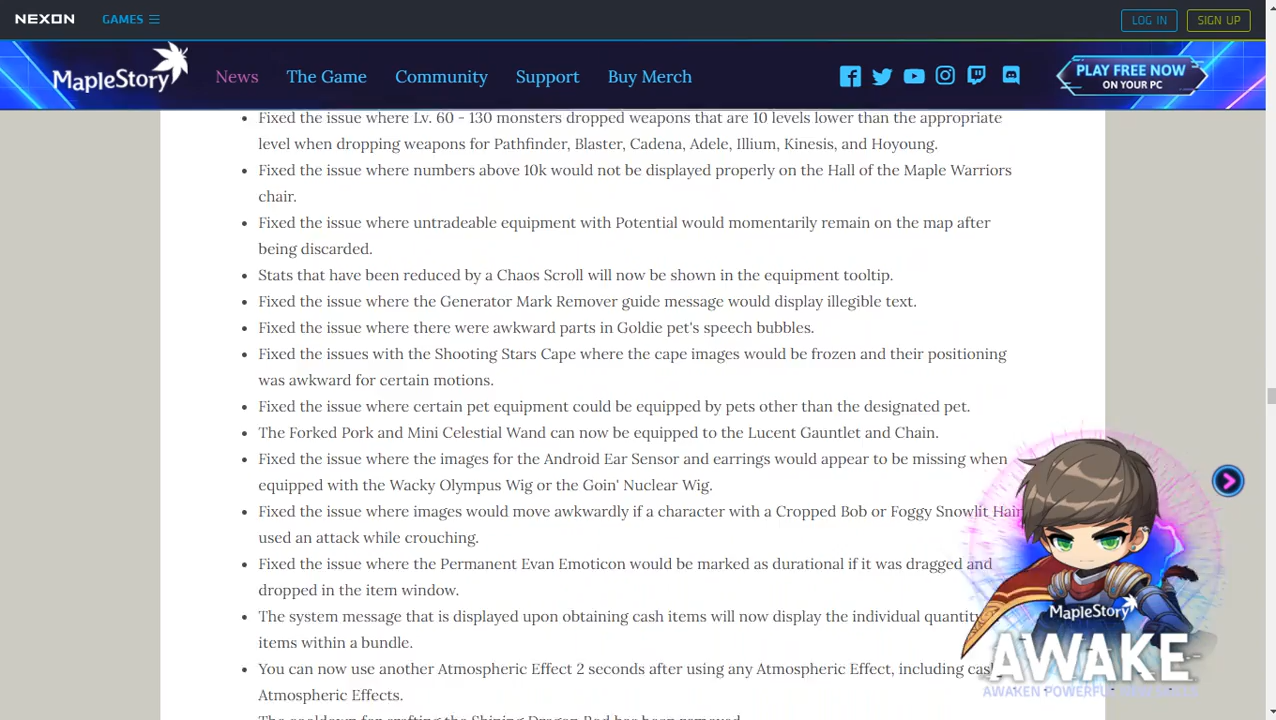 NEXON GAMES LOG IN SIGN UP
MapleStory News The Game Community Support Buy Merch PLAY FREE NOW
ON YOUR PC
Fixed the issue where Lv. 60 - 130 monsters dropped weapons that are 10 levels lower than the appropriate
level when dropping weapons for Pathfinder, Blaster, Cadena, Adele, Illium, Kinesis, and Hoyoung.
Fixed the issue where numbers above 10k would not be displayed properly on the Hall of the Maple Warriors
chair.
Fixed the issue where untradeable equipment with Potential would momentarily remain on the map after
being discarded.
Stats that have been reduced by a Chaos Scroll will now be shown in the equipment tooltip.
Fixed the issue where the Generator Mark Remover guide message would display illegible text.
Fixed the issue where there were awkward parts in Goldie pet's speech bubbles.
Fixed the issues with the Shooting Stars Cape where the cape images would be frozen and their positioning
was awkward for certain motions.
Fixed the issue where certain pet equipment could be equipped by pets other than the designated pet.
The Forked Pork and Mini Celestial Wand can now be equipped to the Lucent Gauntlet and Chain.
Fixed the issue where the images for the Android Ear Sensor and earrings would appear to be missing when
equipped with the Wacky Olympus Wig or the Goin' Nuclear Wig.
Fixed the issue where images would move awkwardly if a character with a Cropped Bob or Foggy Snowlit Hair
used an attack while crouching.
Fixed the issue where the Permanent Evan Emoticon would be marked as durational if it was dragged and
dropped in the item window.
The system message that is displayed upon obtaining cash items will now display the individual quantity
items within a bundle.
You can now use another Atmospheric Effect 2 seconds after using any Atmospheric Effect, including cash
Atmospheric Effects.
The cooldown for crafting the Shining Dragon Rod has been removed.
MapleStory
AWAKE